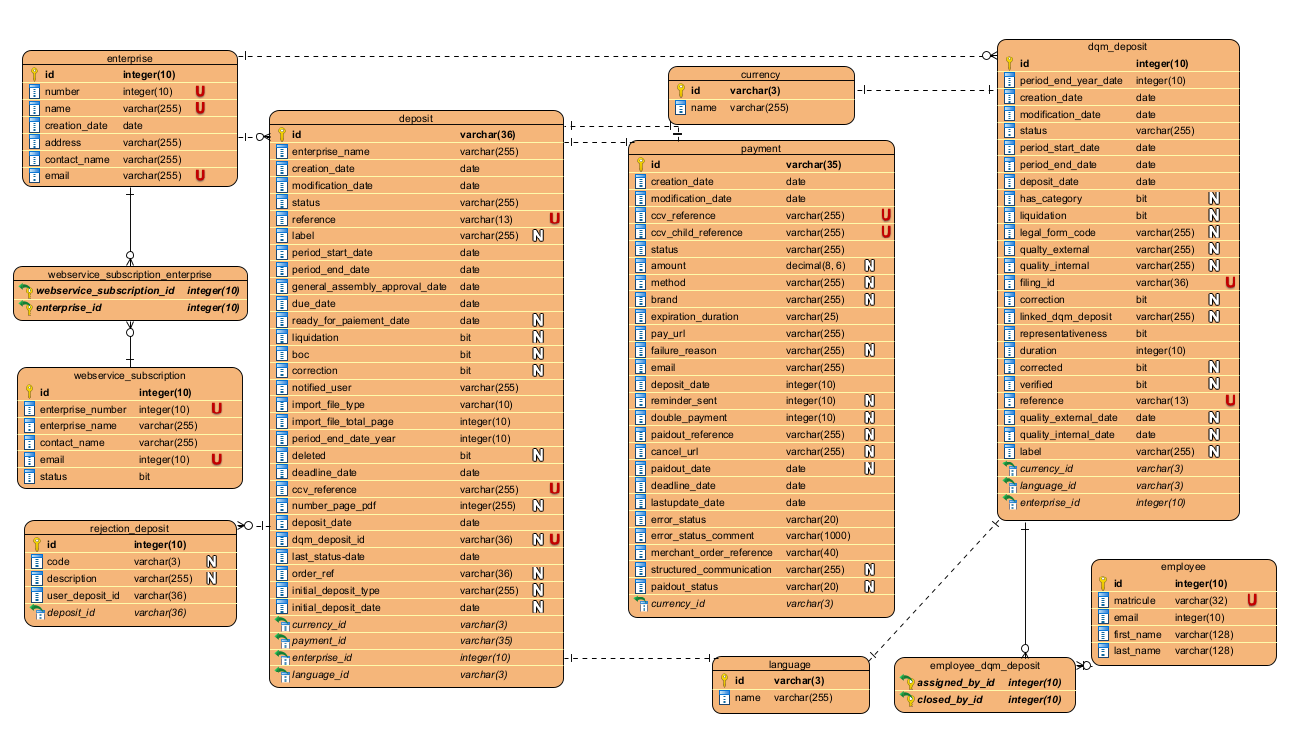 enterprise
id integer(10)
number integer(10) U
name varchar(255) U
creation_date date
address varchar(255)
contact_name varchar(255)
email varchar(255) U
webservice_subscription_enterprise
webservice_subscription_id integer(10)
enterprise_id integer(10)
webservice_subscription
id integer(10)
enterprise_number integer(10) U
enterprise_name varchar(255)
contact_name varchar(255)
email integer(10) U
status bit
rejection_deposit
id integer(10)
code varchar(3) N
description varchar(255) N
user_deposit_id varchar(36)
deposit_id varchar(36)
deposit
id varchar(36)
enterprise_name varchar(255)
creation_date date
modification_date date
status varchar(255)
reference varchar(13) U
label varchar(255) N
period_start_date date
period_end_date date
general_assembly_approval_date date
due_date date
ready_for_paiement_date date N
liquidation bit N
boc bit N
correction bit N
notified_user varchar(255)
import_file_type varchar(10)
import_file_total_page integer(10)
period_end_date_year integer(10)
deleted bit N
deadline_date date
ccv_reference varchar(255) U
number_page_pdf integer(255) N
deposit_date date
dqm_deposit_id varchar(36) N U
last_status-date date
order_ref varchar(36) N
initial_deposit_type varchar(255) N
initial_deposit_date date N
currency_id varchar(3)
payment_id varchar(35)
enterprise_id integer(10)
language_id varchar(3)
currency
id varchar(3)
name varchar(255)
payment
id varchar(35)
creation_date date
modification_date date
ccv_reference varchar(255) U
ccv_child_reference varchar(255) U
status varchar(255)
amount decimal(8, 6) N
method varchar(255) N
brand varchar(255) N
expiration_duration varchar(25)
pay_url varchar(255)
failure_reason varchar(255) N
email varchar(255)
deposit_date integer(10)
reminder_sent integer(10) N
double_payment integer(10) N
paidout_reference varchar(255) N
cancel_url varchar(255) N
paidout_date date N
deadline_date date
lastupdate_date date
error_status varchar(20)
error_status_comment varchar(1000)
merchant_order_reference varchar(40)
structured_communication varchar(255) N
paidout_status varchar(20) N
currency_id varchar(3)
language
id varchar(3)
name varchar(255)
dqm_deposit
id integer(10)
period_end_year_date integer(10)
creation_date date
modification_date date
status varchar(255)
period_start_date date
period_end_date date
deposit_date date
has_category bit N
liquidation bit N
legal_form_code varchar(255) N
qualty_external varchar(255) N
quality_internal varchar(255) N
filing_id varchar(36) U
correction bit N
linked_dqm_deposit varchar(255) N
representativeness bit
duration integer(10)
corrected bit N
verified bit N
reference varchar(13) U
quality_external_date date N
quality_internal_date date N
label varchar(255) N
currency_id varchar(3)
language_id varchar(3)
enterprise_id integer(10)
employee
id integer(10)
matricule varchar(32) U
email integer(10)
first_name varchar(128)
last_name varchar(128)
employee_dqm_deposit
assigned_by_id integer(10)
closed_by_id integer(10)